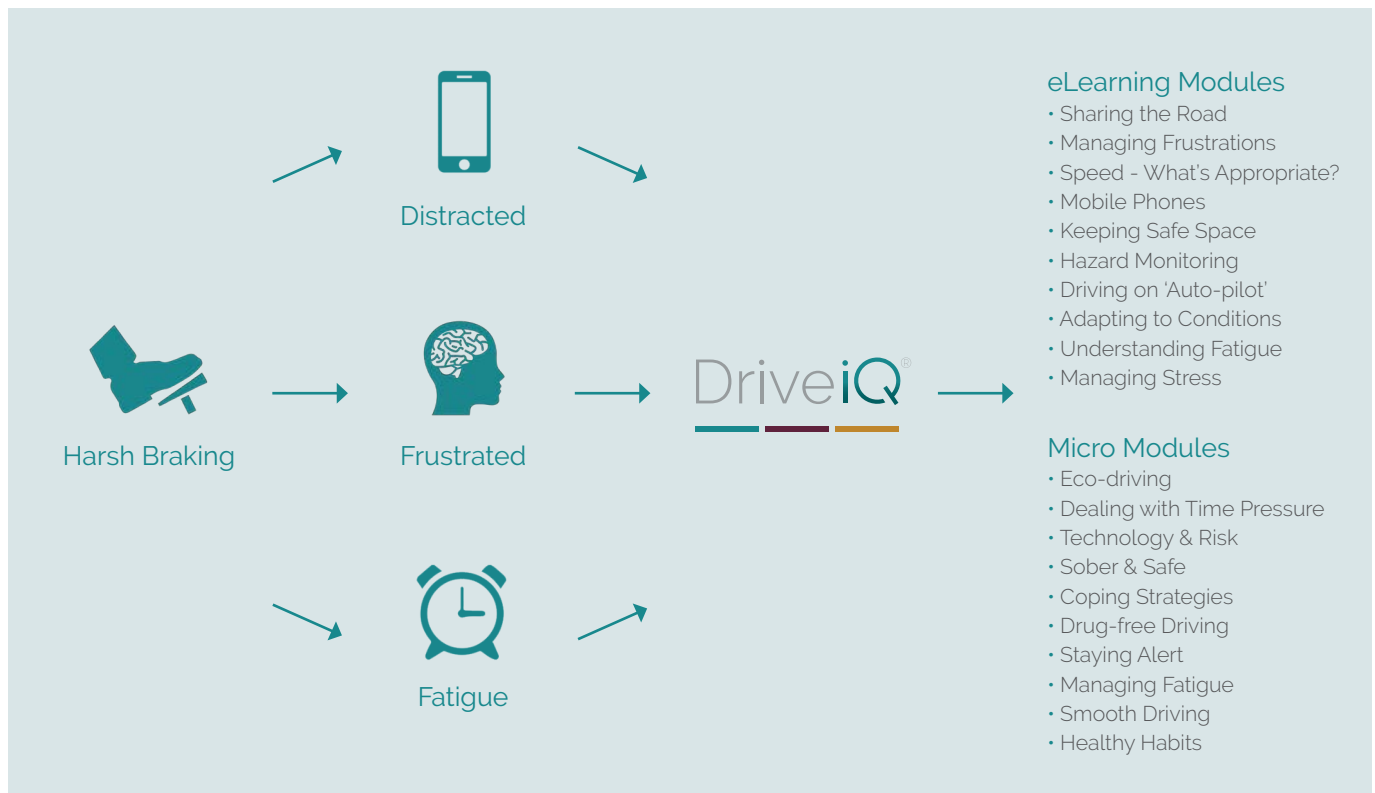 Distracted
Harsh Braking
Frustrated
Fatigue
DriveiQ®
eLearning Modules
• Sharing the Road
• Managing Frustrations
• Speed - What's Appropriate?
• Mobile Phones
• Keeping Safe Space
• Hazard Monitoring
• Driving on ‘Auto-pilot’
• Adapting to Conditions
• Understanding Fatigue
• Managing Stress
Micro Modules
• Eco-driving
• Dealing with Time Pressure
• Technology & Risk
• Sober & Safe
• Coping Strategies
• Drug-free Driving
• Staying Alert
• Managing Fatigue
• Smooth Driving
• Healthy Habits